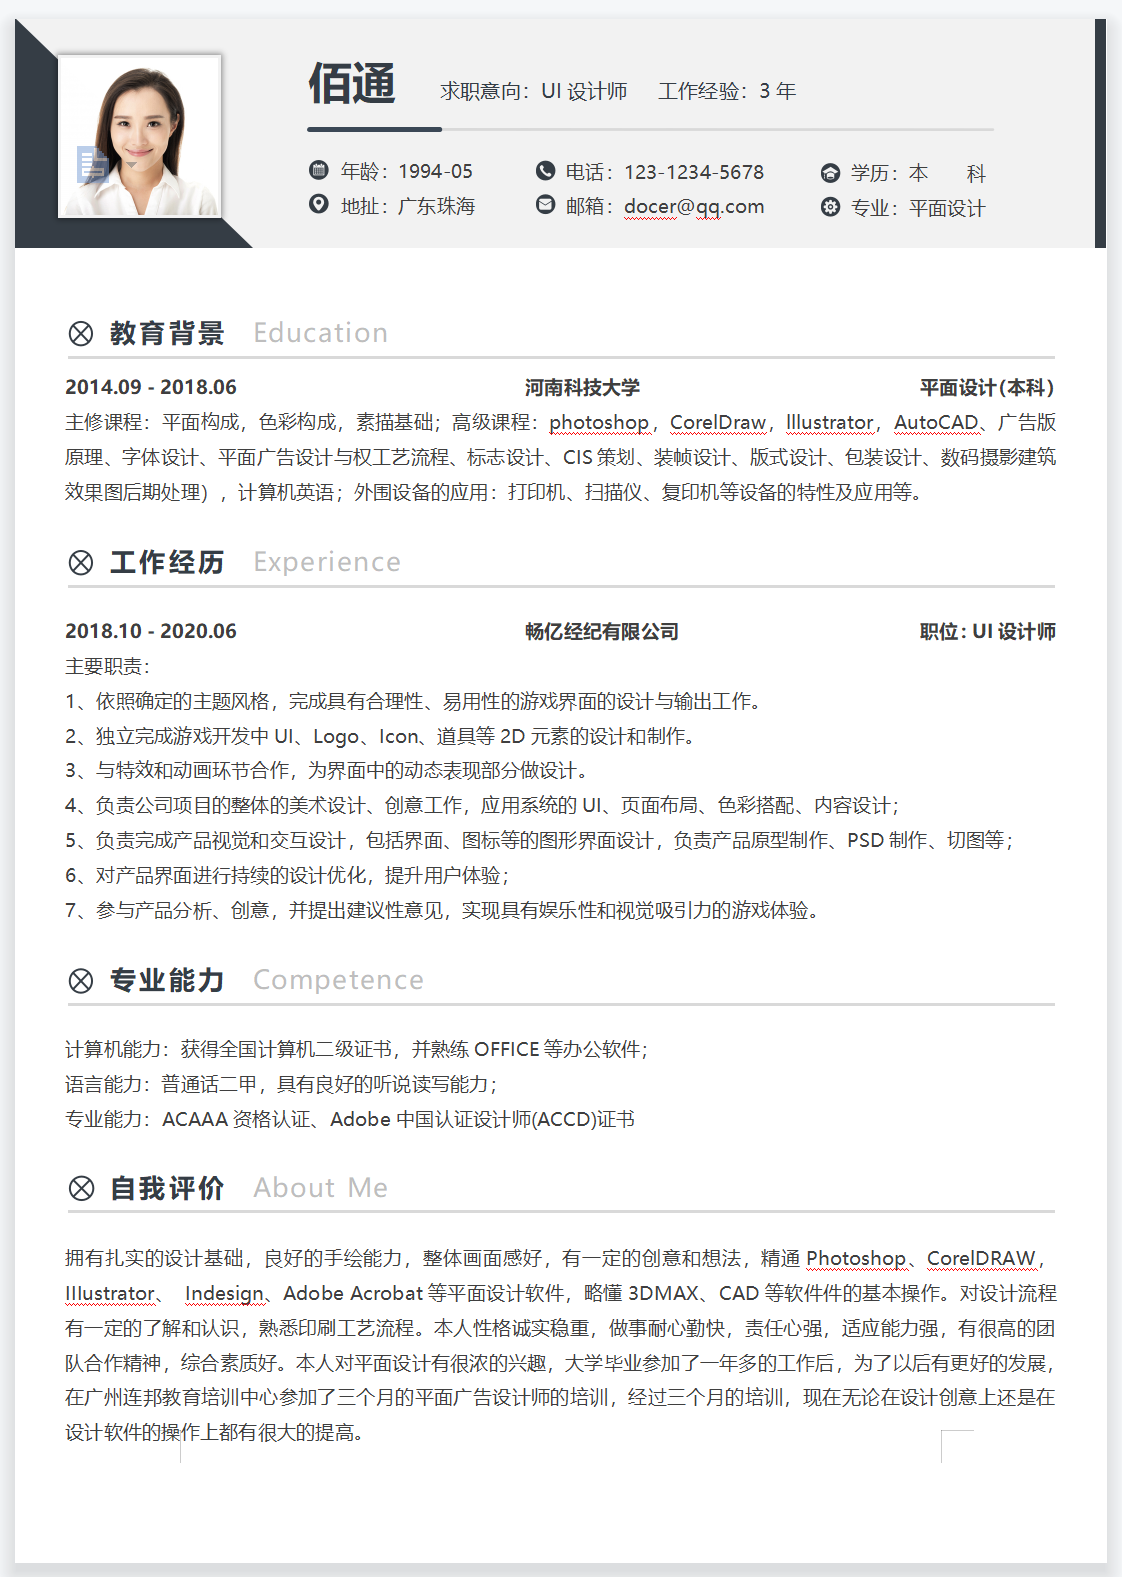 佰通 求职意向：UI 设计师 工作经验：3 年
年龄：1994-05 电话：123-1234-5678 学历：本 科
地址：广东珠海 邮箱：docer@qq.com 专业：平面设计
教育背景 Education
2014.09 - 2018.06 河南科技大学 平面设计（本科）
主修课程：平面构成，色彩构成，素描基础；高级课程：photoshop，CorelDraw，lllustrator，AutoCAD、广告版
原理、字体设计、平面广告设计与权工艺流程、标志设计、CIS 策划、装帧设计、版式设计、包装设计、数码摄影建筑
效果图后期处理），计算机英语；外围设备的应用：打印机、扫描仪、复印机等设备的特性及应用等。
工作经历 Experience
2018.10 - 2020.06 畅亿经纪有限公司 职位：UI 设计师
主要职责：
1、依照确定的主题风格，完成具有合理性、易用性的游戏界面的设计与输出工作。
2、独立完成游戏开发中 UI、Logo、Icon、道具等 2D 元素的设计和制作。
3、与特效和动画环节合作，为界面中的动态表现部分做设计。
4、负责公司项目的整体的美术设计、创意工作，应用系统的 UI、页面布局、色彩搭配、内容设计；
5、负责完成产品视觉和交互设计，包括界面、图标等的图形界面设计，负责产品原型制作、PSD 制作、切图等；
6、对产品界面进行持续的设计优化，提升用户体验；
7、参与产品分析、创意，并提出建议性意见，实现具有娱乐性和视觉吸引力的游戏体验。
专业能力 Competence
计算机能力：获得全国计算机二级证书，并熟练 OFFICE 等办公软件；
语言能力：普通话二甲，具有良好的听说读写能力；
专业能力：ACAAA 资格认证、Adobe 中国认证设计师(ACCD)证书
自我评价 About Me
拥有扎实的设计基础，良好的手绘能力，整体画面感好，有一定的创意和想法，精通 Photoshop、CorelDRAW，
IIIustrator、 Indesign、Adobe Acrobat 等平面设计软件，略懂 3DMAX、CAD 等软件件的基本操作。对设计流程
有一定的了解和认识，熟悉印刷工艺流程。本人性格诚实稳重，做事耐心勤快，责任心强，适应能力强，有很高的团
队合作精神，综合素质好。本人对平面设计有很浓的兴趣，大学毕业参加了一年多的工作后，为了以后有更好的发展，
在广州连邦教育培训中心参加了三个月的平面广告设计师的培训，经过三个月的培训，现在无论在设计创意上还是在
设计软件的操作上都有很大的提高。